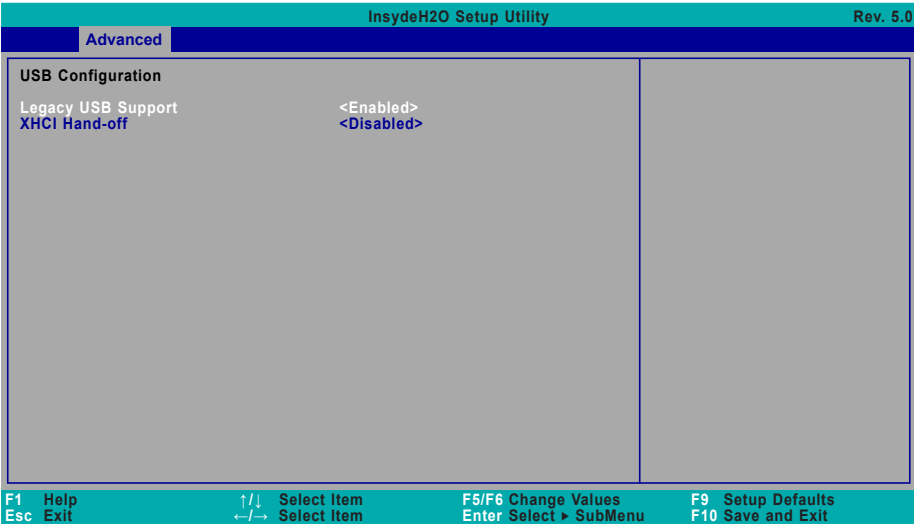 InsydeH2O Setup Utility Rev. 5.0
Advanced
USB Configuration
Legacy USB Support <Enabled>
XHCI Hand-off <Disabled>
F1 Help ↑/↓ Select Item F5/F6 Change Values F9 Setup Defaults
Esc Exit ←/→ Select Item Enter Select ▶ SubMenu F10 Save and Exit